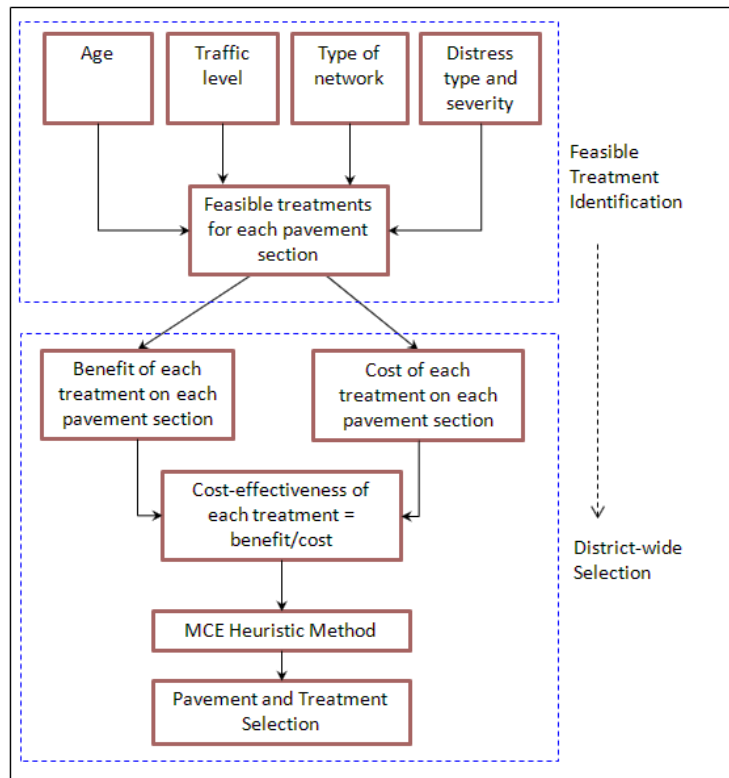 Age
Traffic
level
Type of
network
Distress
type and
severity
Feasible
Treatment
Identification
Feasible treatments
for each pavement
section
Benefit of each
treatment on each
pavement section
Cost of each
treatment on each
pavement section
Cost-effectiveness of
each treatment =
benefit/cost
District-wide
Selection
MCE Heuristic Method
Pavement and Treatment
Selection